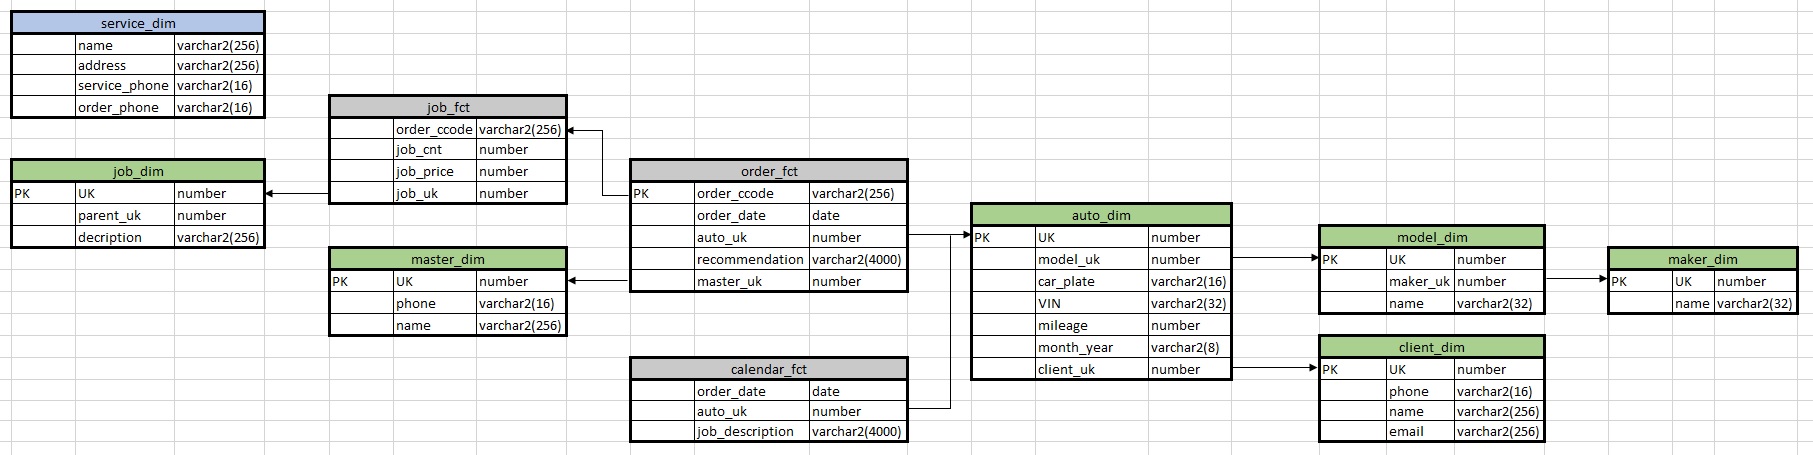 service_dim
name varchar2(256)
address varchar2(256)
service_phone varchar2(16)
order_phone varchar2(16)
job_dim
PK UK number
parent_uk number
decription varchar2(256)
job_fct
order_ccode varchar2(256)
job_cnt number
job_price number
job_uk number
master_dim
PK UK number
phone varchar2(16)
name varchar2(256)
order_fct
PK order_ccode varchar2(256)
order_date date
auto_uk number
recommendation varchar2(4000)
master_uk number
calendar_fct
order_date date
auto_uk number
job_description varchar2(4000)
auto_dim
PK UK number
model_uk number
car_plate varchar2(16)
VIN varchar2(32)
mileage number
month_year varchar2(8)
client_uk number
model_dim
PK UK number
maker_uk number
name varchar2(32)
client_dim
PK UK number
phone varchar2(16)
name varchar2(256)
email varchar2(256)
maker_dim
PK UK number
name varchar2(32)